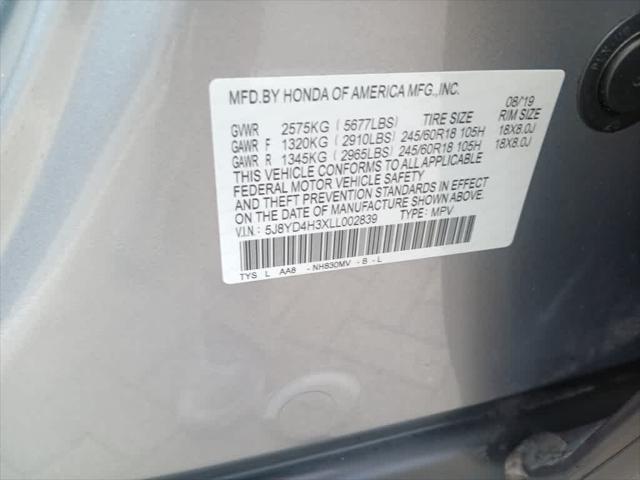 MFD.BY HONDA OF AMERICA MFG.,INC. 08/19
TIRE SIZE RIM SIZE
GVWR 2575KG ( 5677LBS)
GAWR F 1320KG ( 2910LBS) 245/60R18 105H 18X8.0J
GAWR R 1345KG ( 2965LBS) 245/60R18 105H 18X8.0J
THIS VEHICLE CONFORMS TO ALL APPLICABLE
FEDERAL MOTOR VEHICLE SAFETY
AND THEFT PREVENTION STANDARDS IN EFFECT
ON THE DATE OF MANUFACTURE SHOWN ABOVE.
V.I.N.: 5J8YD4H3XLL002839 TYPE: MPV
TYS L AA8 - NH830MV - B - L